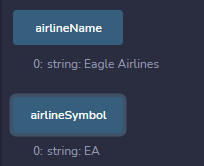 airlineName
0: string: Eagle Airlines
airlineSymbol
0: string: EA